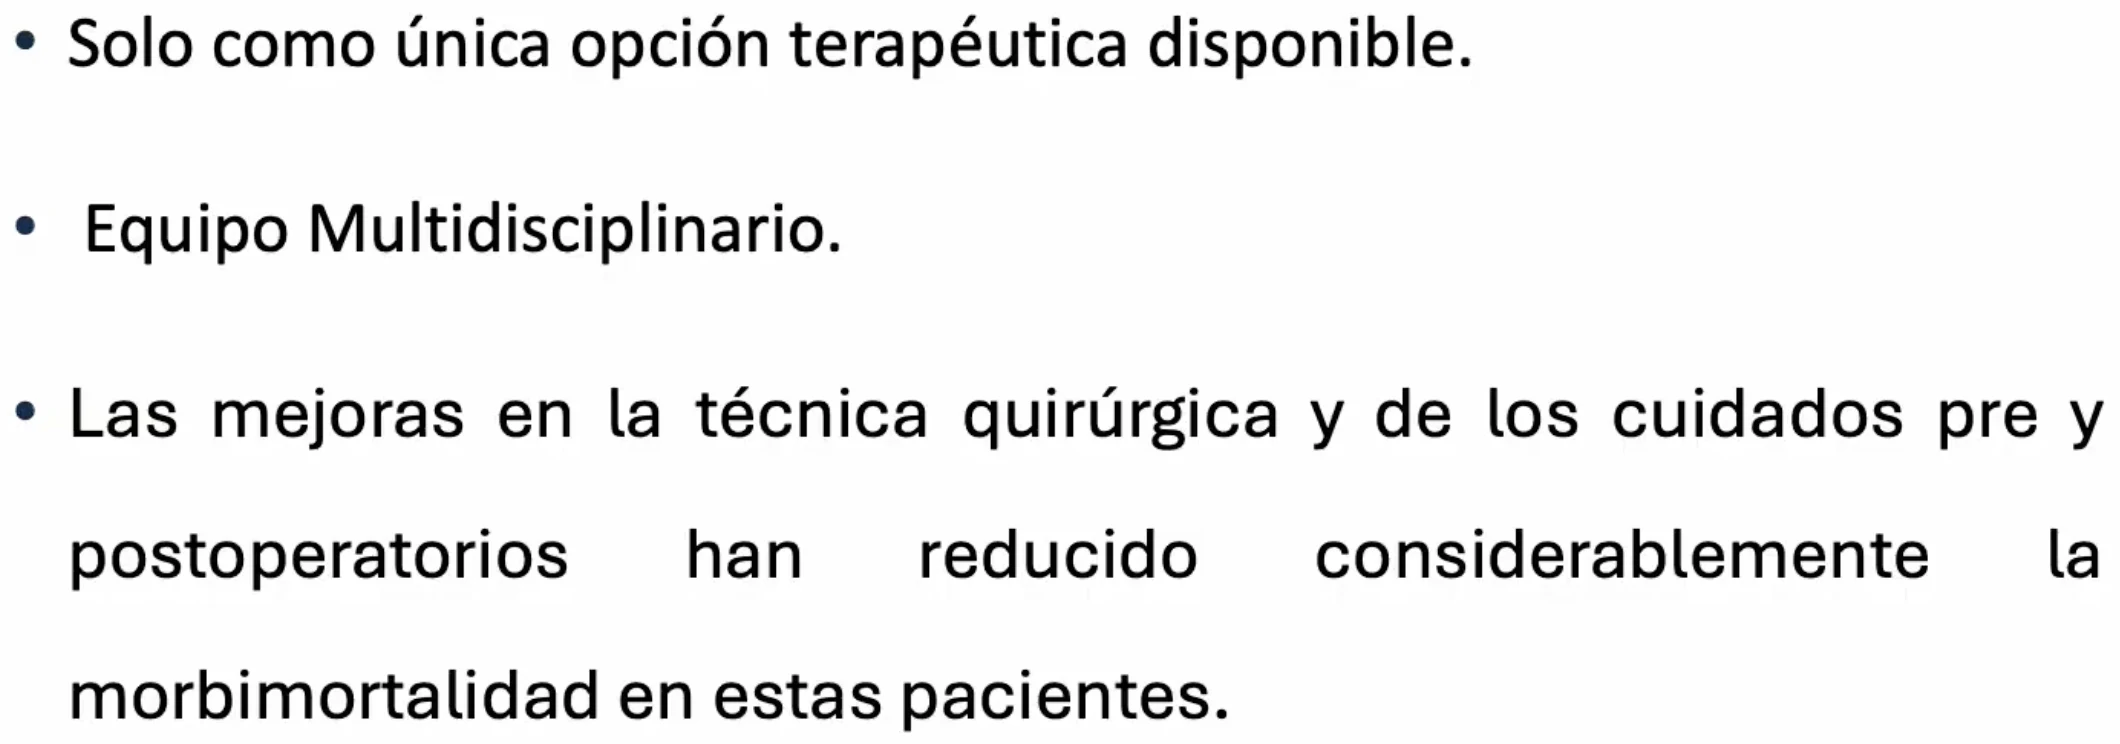 • Solo como única opción terapéutica disponible.
• Equipo Multidisciplinario.
• Las mejoras en la técnica quirúrgica y de los cuidados pre y
postoperatorios han reducido considerablemente la
morbimortalidad en estas pacientes.